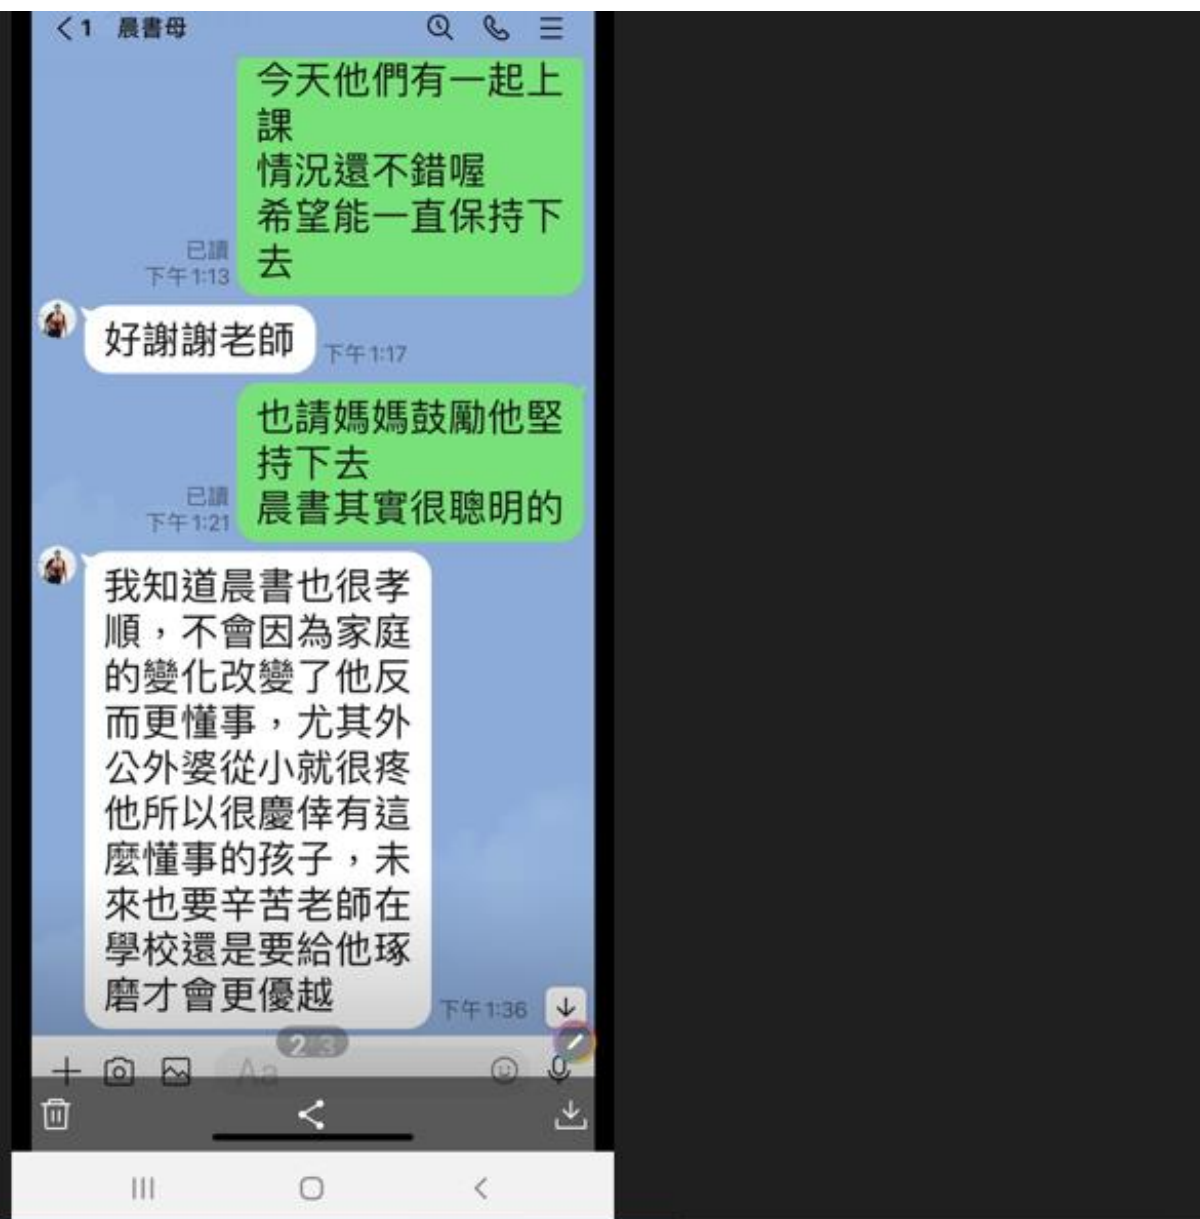 1 晨書母
今天他們有一起上
課
情況還不錯喔
希望能一直保持下
去
已讀
下午1:13
好謝謝老師
下午1:17
也請媽媽鼓勵他堅
持下去
晨書其實很聰明的
已讀
下午1:21
我知道晨書也很孝
順，不會因為家庭
的變化改變了他反
而更懂事，尤其外
公外婆從小就很疼
他所以很慶倖有這
麼懂事的孩子，未
來也要辛苦老師在
學校還是要給他琢
磨才會更優越
下午1:36
2/3
Aa